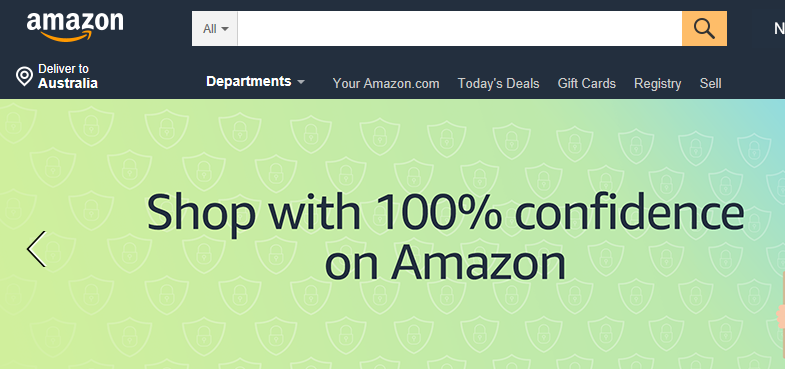 amazon
All
N
Deliver to
Australia
Departments Your Amazon.com Today's Deals Gift Cards Registry Sell
Shop with 100% confidence
on Amazon